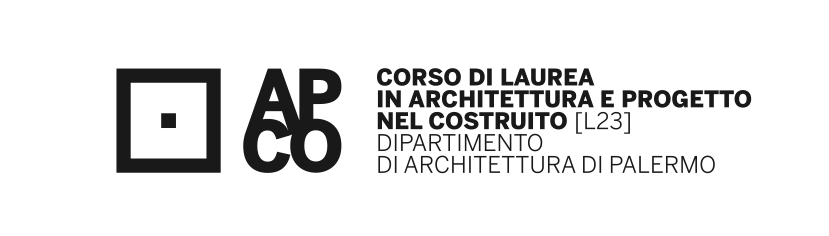 AP
CO
CORSO DI LAUREA
IN ARCHITETTURA E PROGETTO
NEL COSTRUITO [L23]
DIPARTIMENTO
DI ARCHITETTURA DI PALERMO